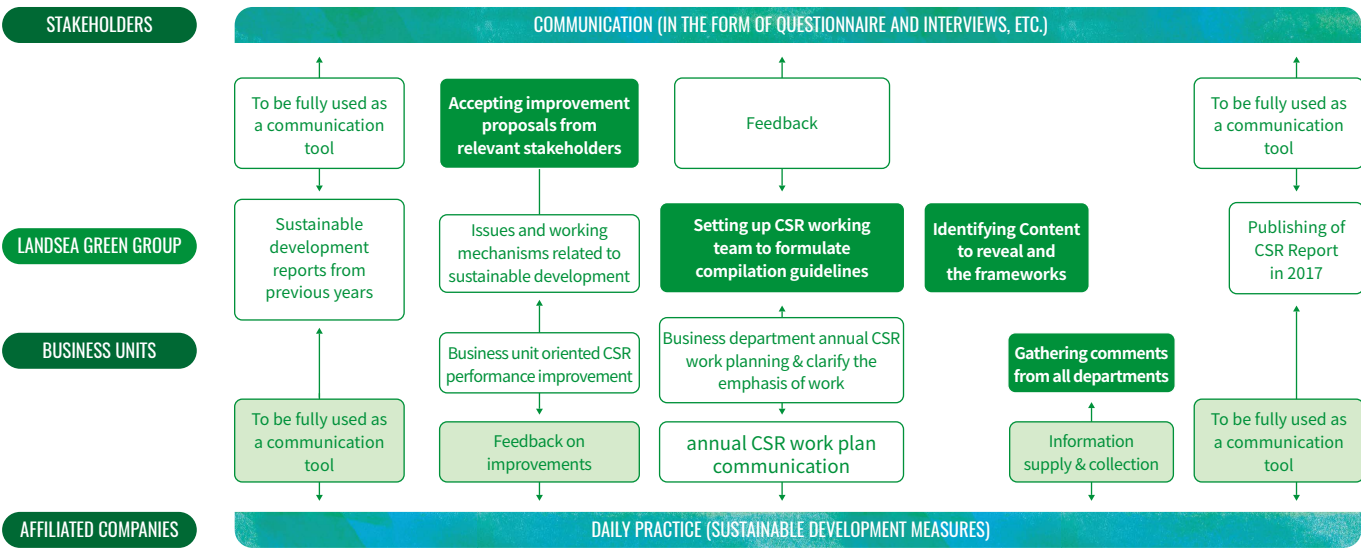 STAKEHOLDERS
COMMUNICATION (IN THE FORM OF QUESTIONNAIRE AND INTERVIEWS, ETC.)
To be fully used as
a communication
tool
Accepting improvement
proposals from
relevant stakeholders
Feedback
To be fully used as
a communication
tool
LANDSEA GREEN GROUP
Sustainable
development
reports from
previous years
Issues and working
mechanisms related to
sustainable development
Setting up CSR working
team to formulate
compilation guidelines
Identifying Content
to reveal and
the frameworks
Publishing of
CSR Report
in 2017
BUSINESS UNITS
Business unit oriented CSR
performance improvement
Business department annual CSR
work planning & clarify the
emphasis of work
Gathering comments
from all departments
To be fully used as
a communication
tool
Feedback on
improvements
annual CSR work plan
communication
Information
supply & collection
To be fully used as
a communication
tool
AFFILIATED COMPANIES
DAILY PRACTICE (SUSTAINABLE DEVELOPMENT MEASURES)